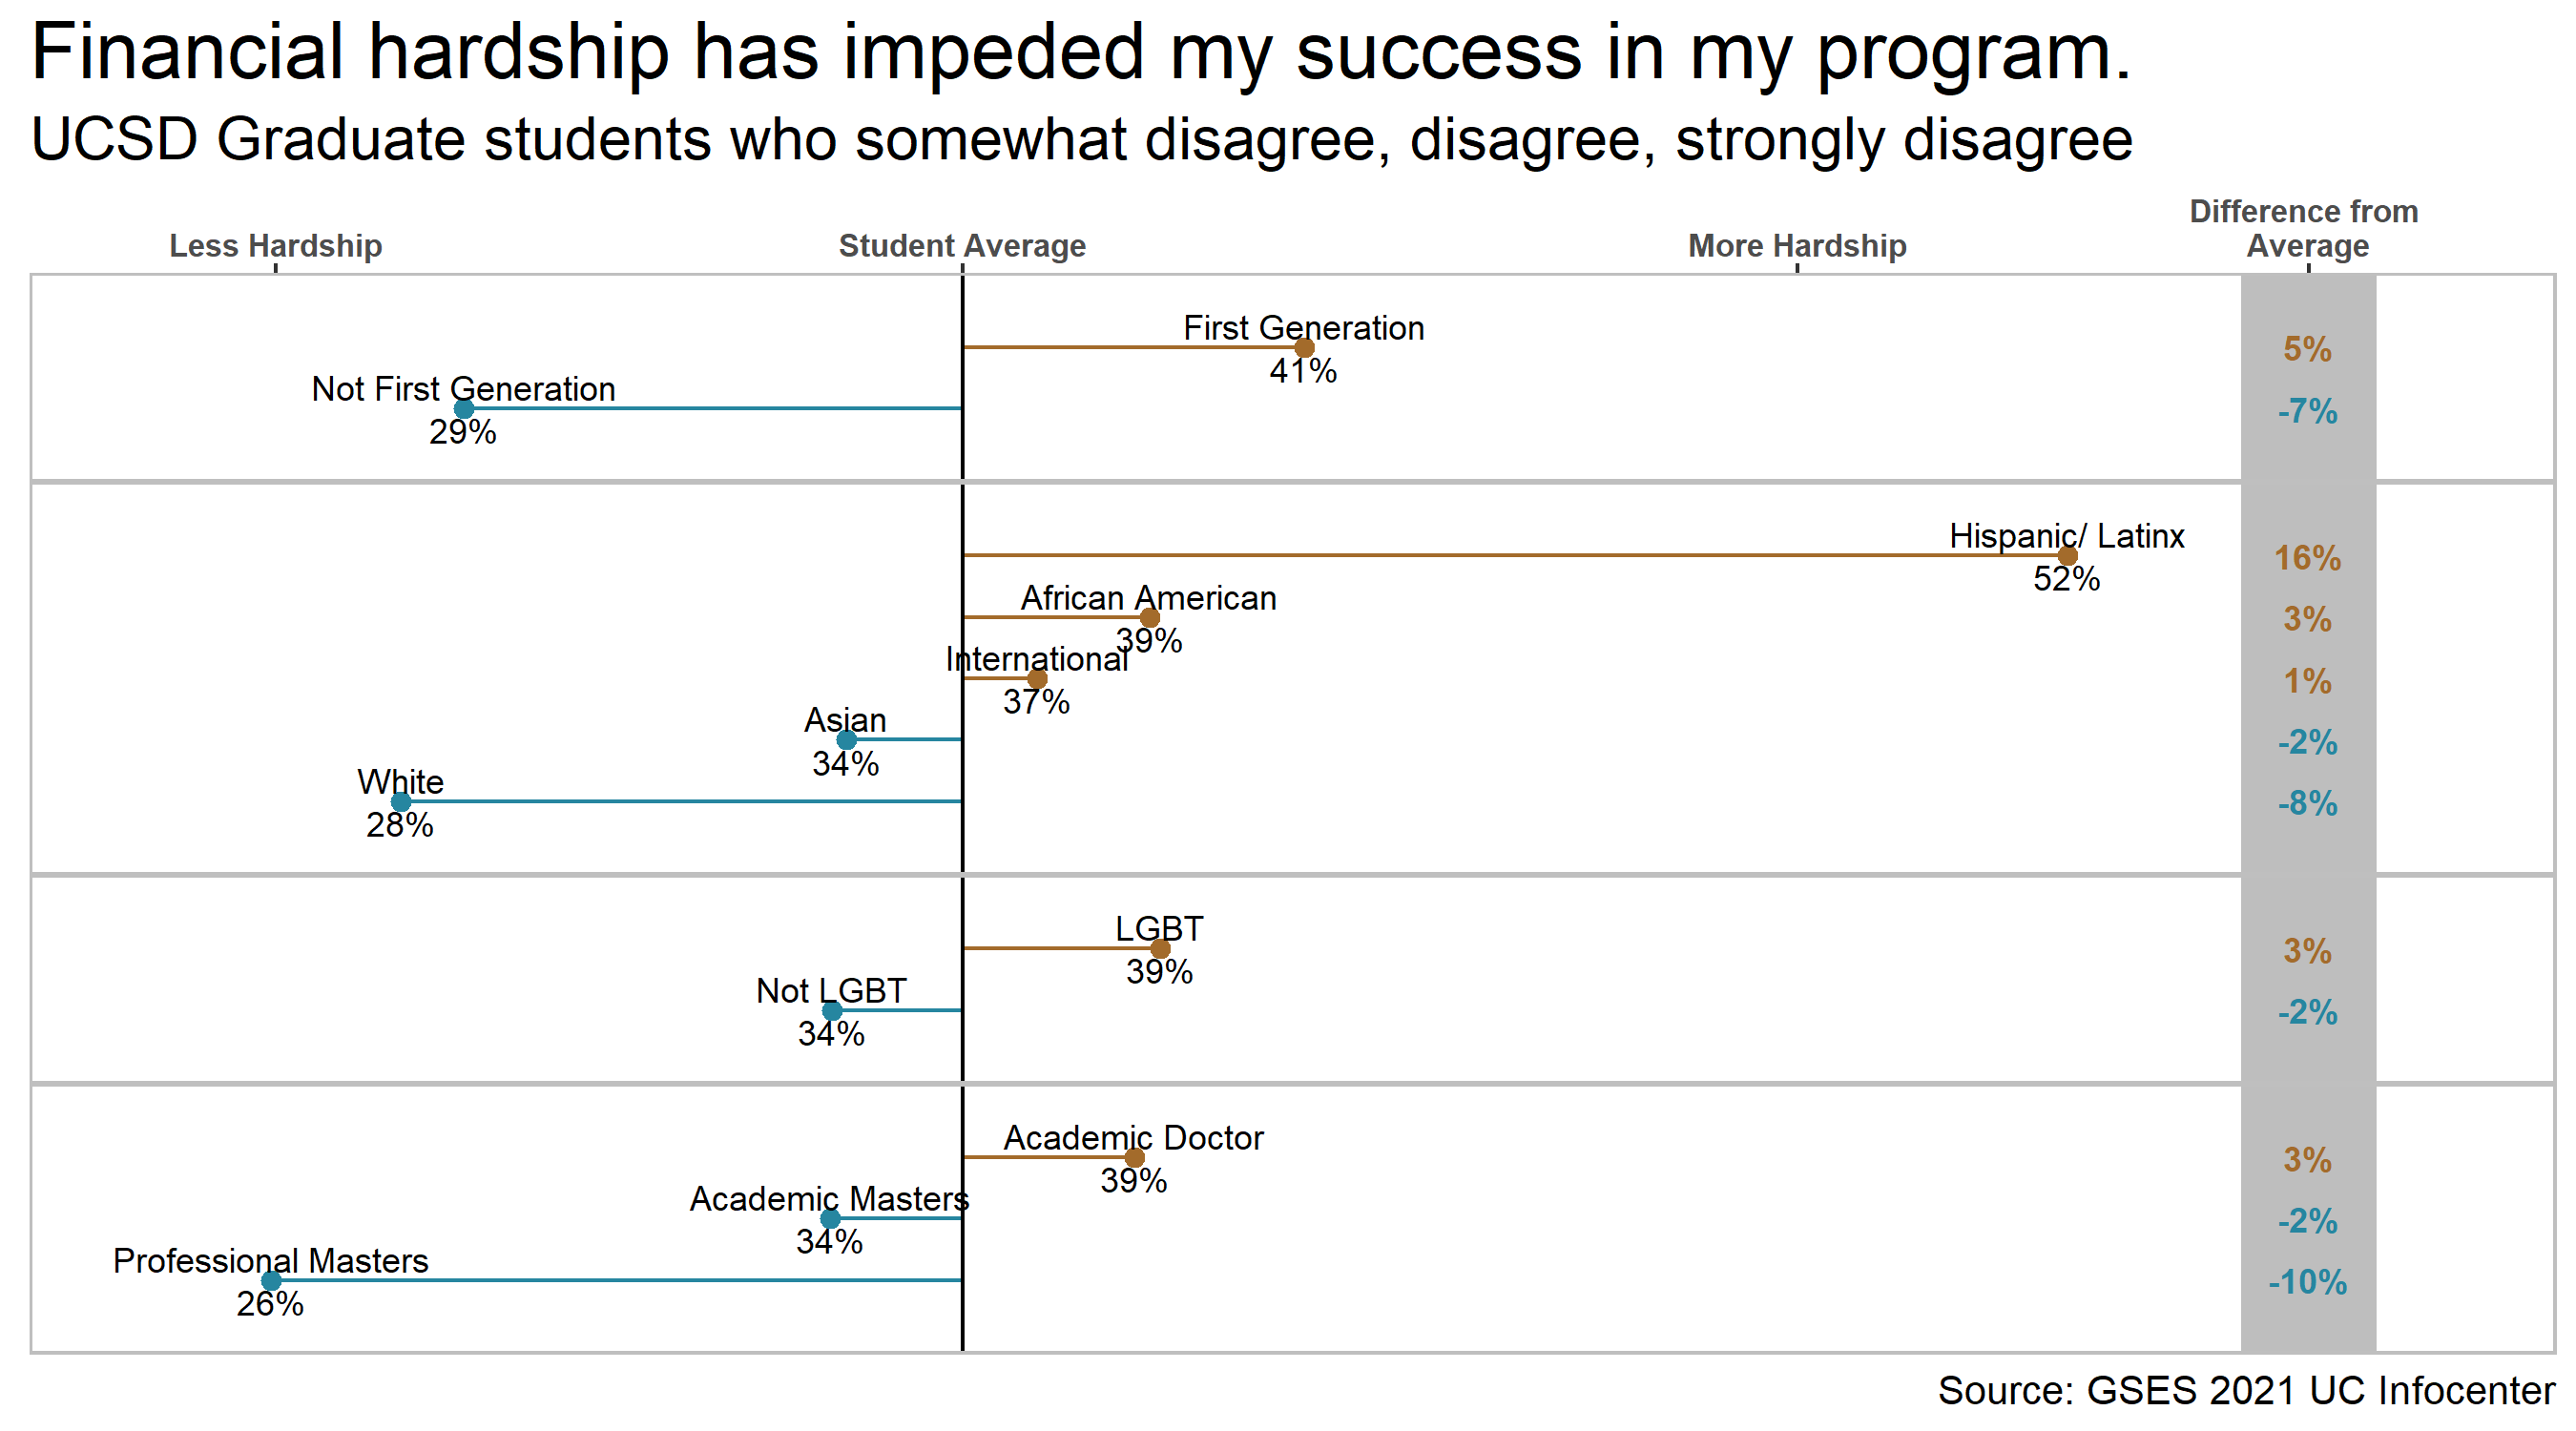 Financial hardship has impeded my success in my program.
UCSD Graduate students who somewhat disagree, disagree, strongly disagree
Less Hardship
Student Average
More Hardship
Difference from
Average
First Generation
41%
5%
Not First Generation
29%
-7%
Hispanic/ Latinx
52%
16%
African American
39%
3%
International
37%
1%
Asian
34%
-2%
White
28%
-8%
LGBT
39%
3%
Not LGBT
34%
-2%
Academic Doctor
39%
3%
Academic Masters
34%
-2%
Professional Masters
26%
-10%
Source: GSES 2021 UC Infocenter